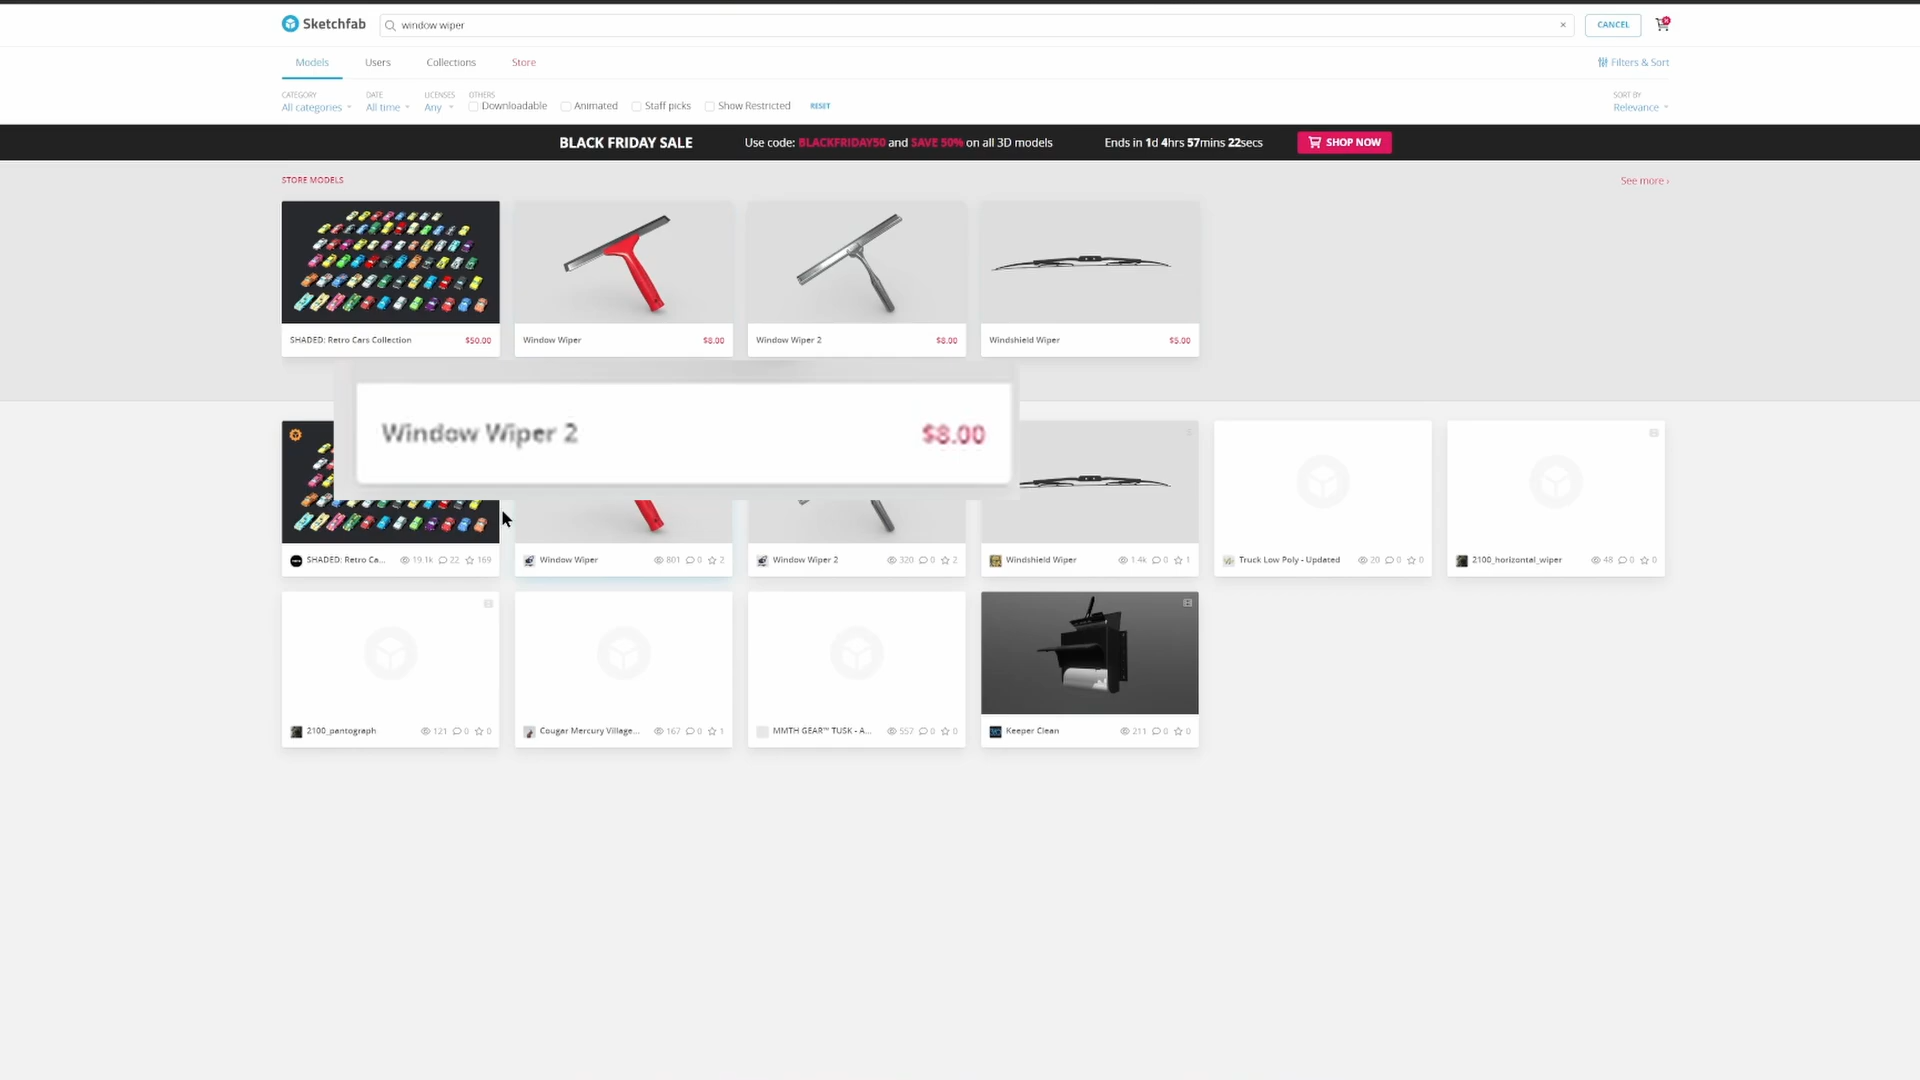 Sketchfab
window wiper
CANCEL
Models
Users
Collections
Store
Filters & Sort
CATEGORY
All categories
DATE
All time
LICENSES
Any
OTHERS
Downloadable
Animated
Staff picks
Show Restricted
RESET
SORT BY
Relevance
BLACK FRIDAY SALE
Use code: BLACKFRIDAY50 and SAVE 50% on all 3D models
Ends in 1d 4hrs 57mins 22secs
SHOP NOW
STORE MODELS
See more ›
SHADED: Retro Cars Collection $50.00
Window Wiper $8.00
Window Wiper 2 $8.00
Windshield Wiper $5.00
Window Wiper 2 $8.00
SHADED: Retro Ca... 19.1k 22 169
Window Wiper 801 0 2
Window Wiper 2 320 0 2
Windshield Wiper 1.4k 0 1
Truck Low Poly - Updated 20 0 0
2100_horizontal_wiper 48 0 0
2100_pantograph 121 0 0
Cougar Mercury Village... 167 0 1
MMTH GEAR™ TUSK - A... 557 0 0
Keeper Clean 211 0 0